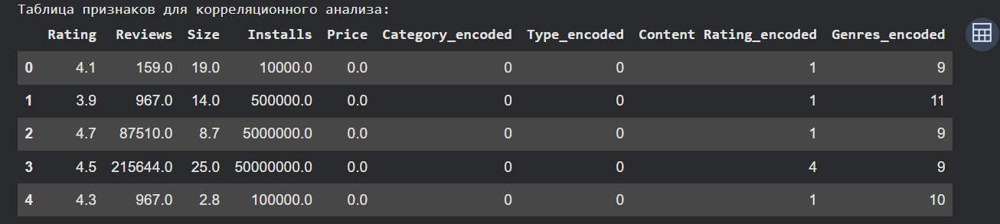 Таблица признаков для корреляционного анализа:
Rating Reviews Size Installs Price Category_encoded Type_encoded Content Rating_encoded Genres_encoded
0 4.1 159.0 19.0 10000.0 0.0 0 0 1 9
1 3.9 967.0 14.0 500000.0 0.0 0 0 1 11
2 4.7 87510.0 8.7 5000000.0 0.0 0 0 1 9
3 4.5 215644.0 25.0 50000000.0 0.0 0 0 4 9
4 4.3 967.0 2.8 100000.0 0.0 0 0 1 10